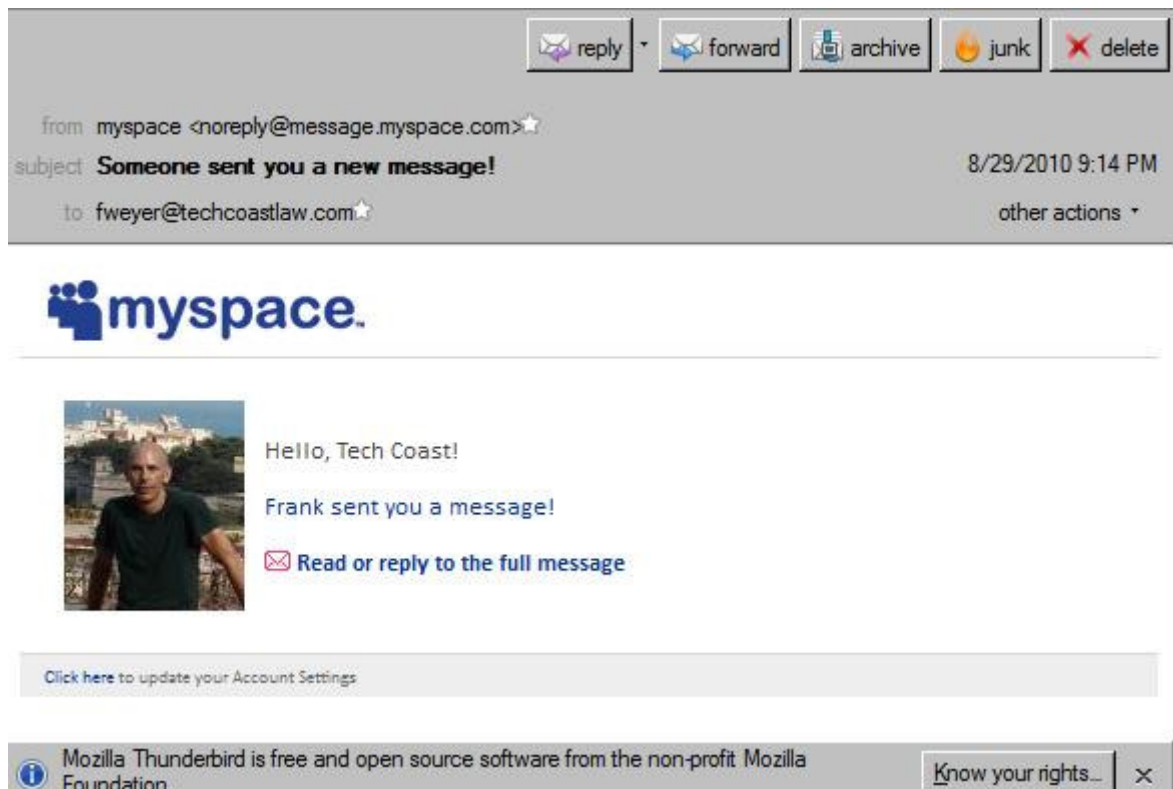 reply forward archive junk delete
from myspace <noreply@message.myspace.com>
subject Someone sent you a new message! 8/29/2010 9:14 PM
to fweyer@techcoastlaw.com other actions
myspace.
Hello, Tech Coast!
Frank sent you a message!
Read or reply to the full message
Click here to update your Account Settings
Mozilla Thunderbird is free and open source software from the non-profit Mozilla
Foundation Know your rights...